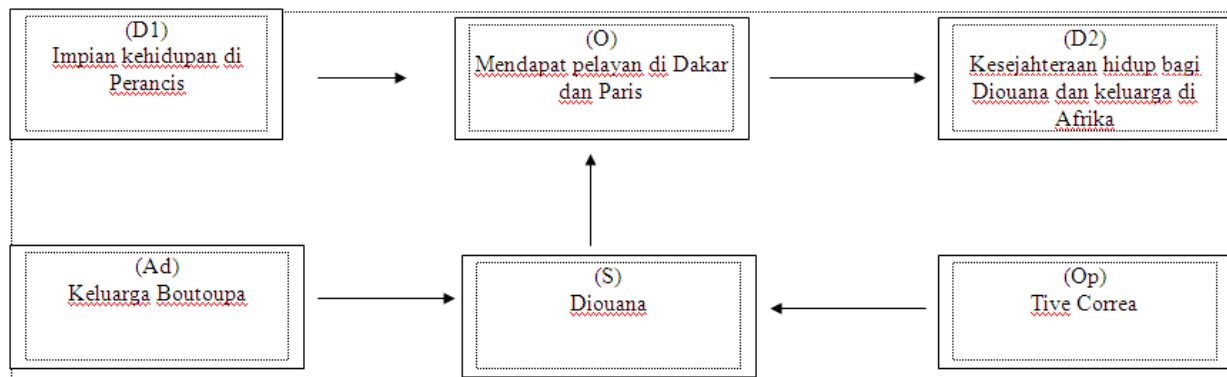 (D1)
Impian kehidupan di
Perancis
(O)
Mendapat pelayan di Dakar
dan Paris
(D2)
Kesejahteraan hidup bagi
Diouana dan keluarga di
Afrika
(Ad)
Keluarga Boutoupa
(S)
Diouana
(Op)
Tive Correa